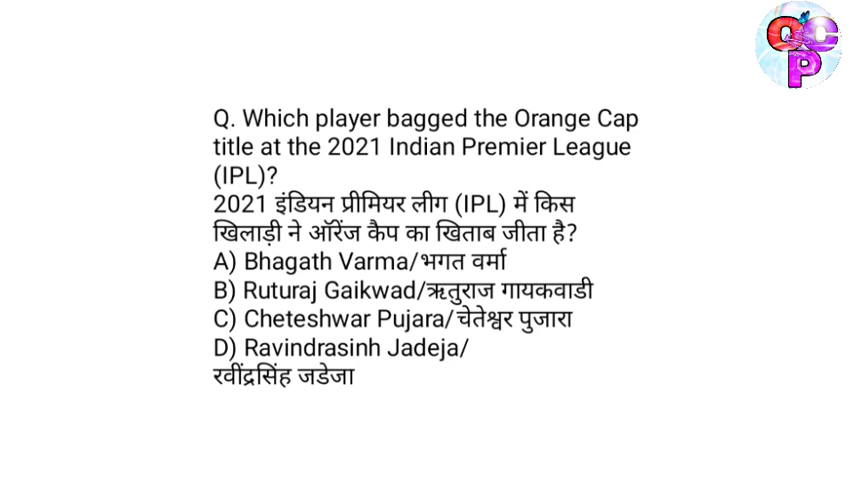 QCP
Q. Which player bagged the Orange Cap
title at the 2021 Indian Premier League
(IPL)?
2021 इंडियन प्रीमियर लीग (IPL) में किस
खिलाड़ी ने ऑरेंज कैप का खिताब जीता है?
A) Bhagath Varma/भगत वर्मा
B) Ruturaj Gaikwad/ऋतुराज गायकवाडी
C) Cheteshwar Pujara/चेतेश्वर पुजारा
D) Ravindrasinh Jadeja/
रवींद्रसिंह जडेजा